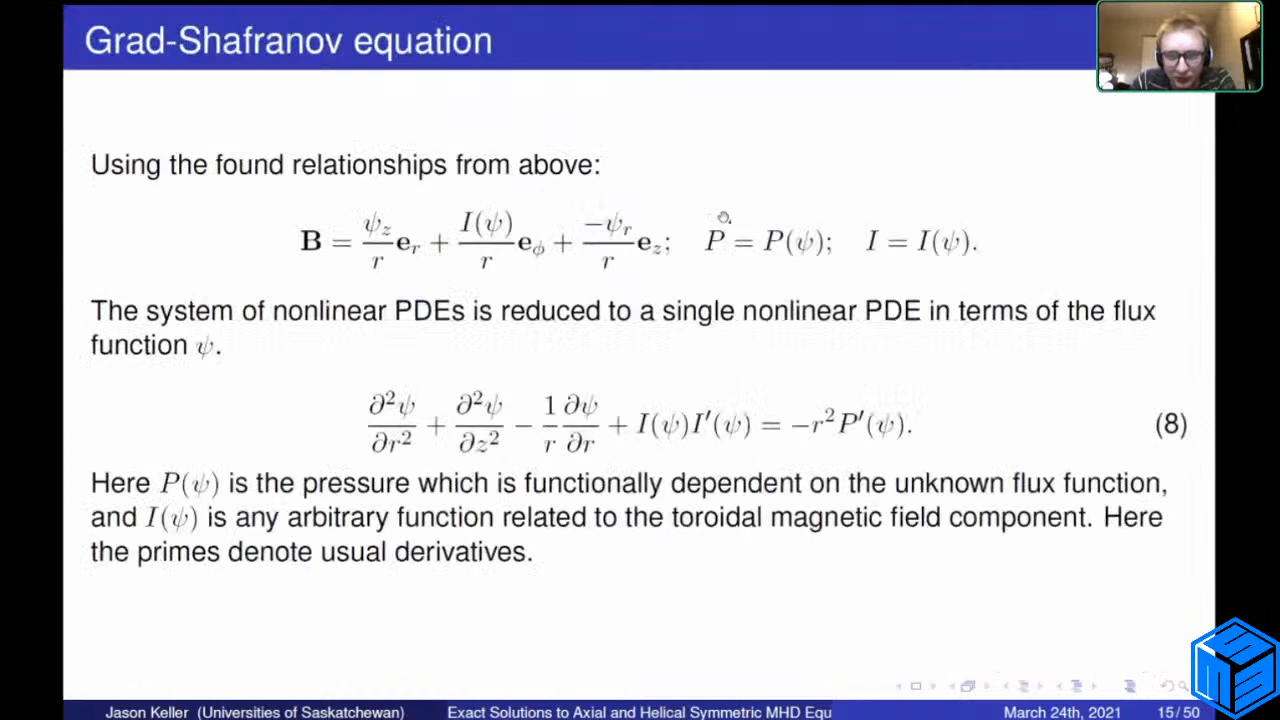 Grad-Shafranov equation
Using the found relationships from above:
B = ψ_z/r e_r + I(ψ)/r e_ϕ + −ψ_r/r e_z; P = P(ψ); I = I(ψ).
The system of nonlinear PDEs is reduced to a single nonlinear PDE in terms of the flux
function ψ.
∂²ψ/∂r² + ∂²ψ/∂z² − 1/r ∂ψ/∂r + I(ψ)I′(ψ) = −r²P′(ψ). (8)
Here P(ψ) is the pressure which is functionally dependent on the unknown flux function,
and I(ψ) is any arbitrary function related to the toroidal magnetic field component. Here
the primes denote usual derivatives.
Jason Keller (Universities of Saskatchewan) Exact Solutions to Axial and Helical Symmetric MHD Equ March 24th, 2021 15/50